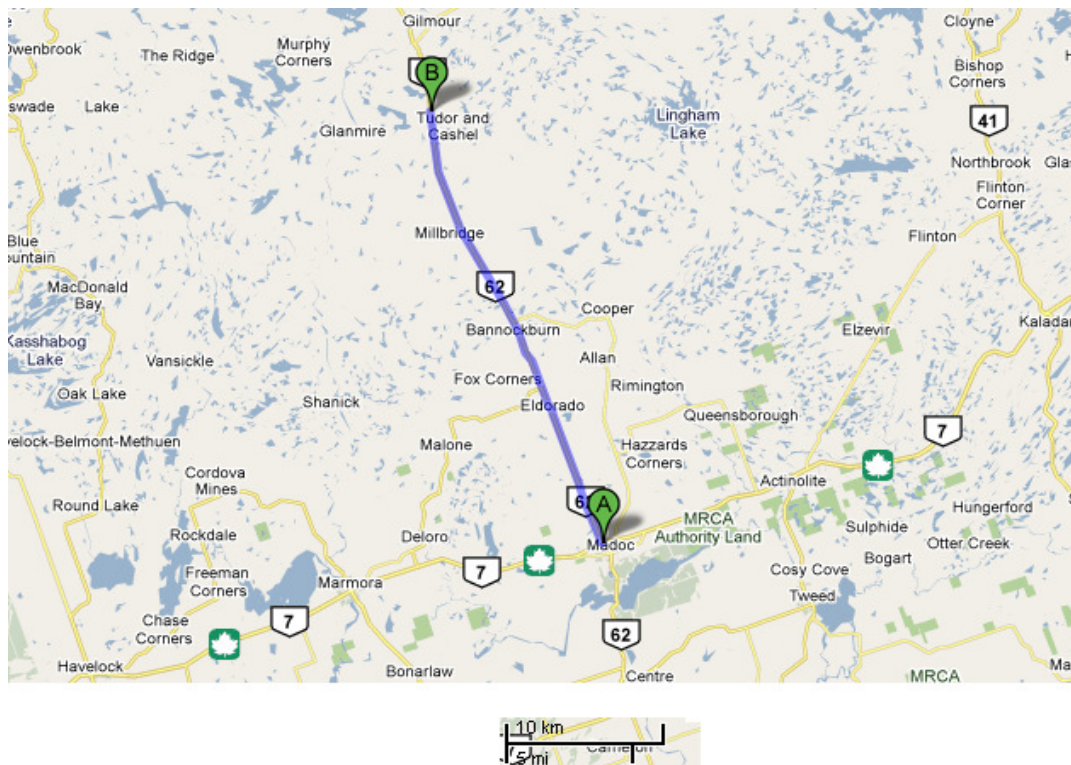 Gilmour
Cloyne
Owenbrook
The Ridge
Murphy
Corners
Bishop
Corners
B
swade
Lake
Glanmire
Tudor and
Cashel
Lingham
Lake
41
Northbrook
Flinton
Corner
Blue
Millbridge
Flinton
62
MacDonald
Bay
Cooper
Bannockburn
Elzevir
Kaladar
Kasshabog
Lake
Vansickle
Allan
Fox Corners
Rimington
Oak Lake
Shanick
Eldorado
Queensborough
7
velock-Belmont-Methuen
Malone
Hazzards
Corners
Cordova
Mines
Actinolite
Round Lake
A
Hungerford
MRCA
Authority Land
Sulphide
Rockdale
Deloro
Madoc
Otter Creek
Bogart
7
Freeman
Corners
Marmora
Cosy Cove
Tweed
Chase
Corners
7
62
Havelock
Bonarlaw
Centre
MRCA
10 km
Cameron
5 mi